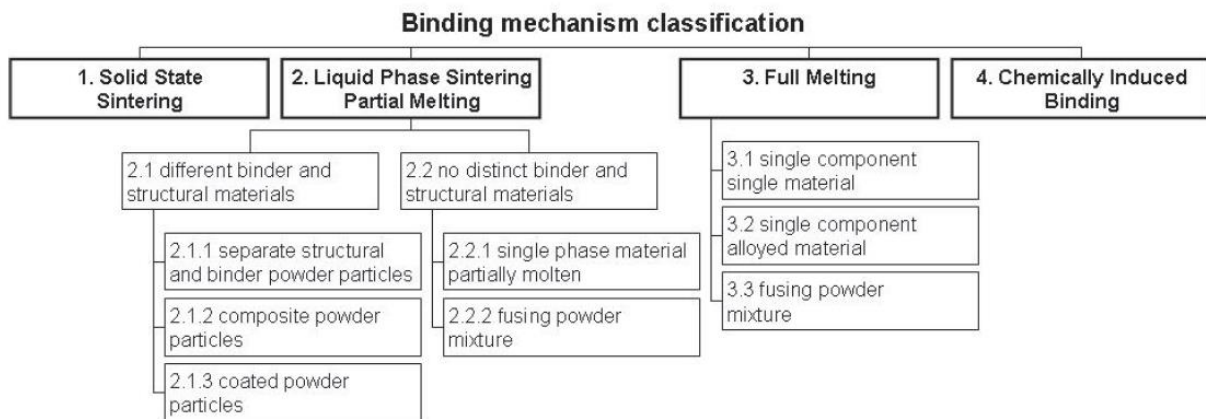 Binding mechanism classification
1. Solid State
Sintering
2. Liquid Phase Sintering
Partial Melting
3. Full Melting
4. Chemically Induced
Binding
2.1 different binder and
structural materials
2.2 no distinct binder and
structural materials
3.1 single component
single material
3.2 single component
alloyed material
3.3 fusing powder
mixture
2.1.1 separate structural
and binder powder particles
2.1.2 composite powder
particles
2.1.3 coated powder
particles
2.2.1 single phase material
partially molten
2.2.2 fusing powder
mixture